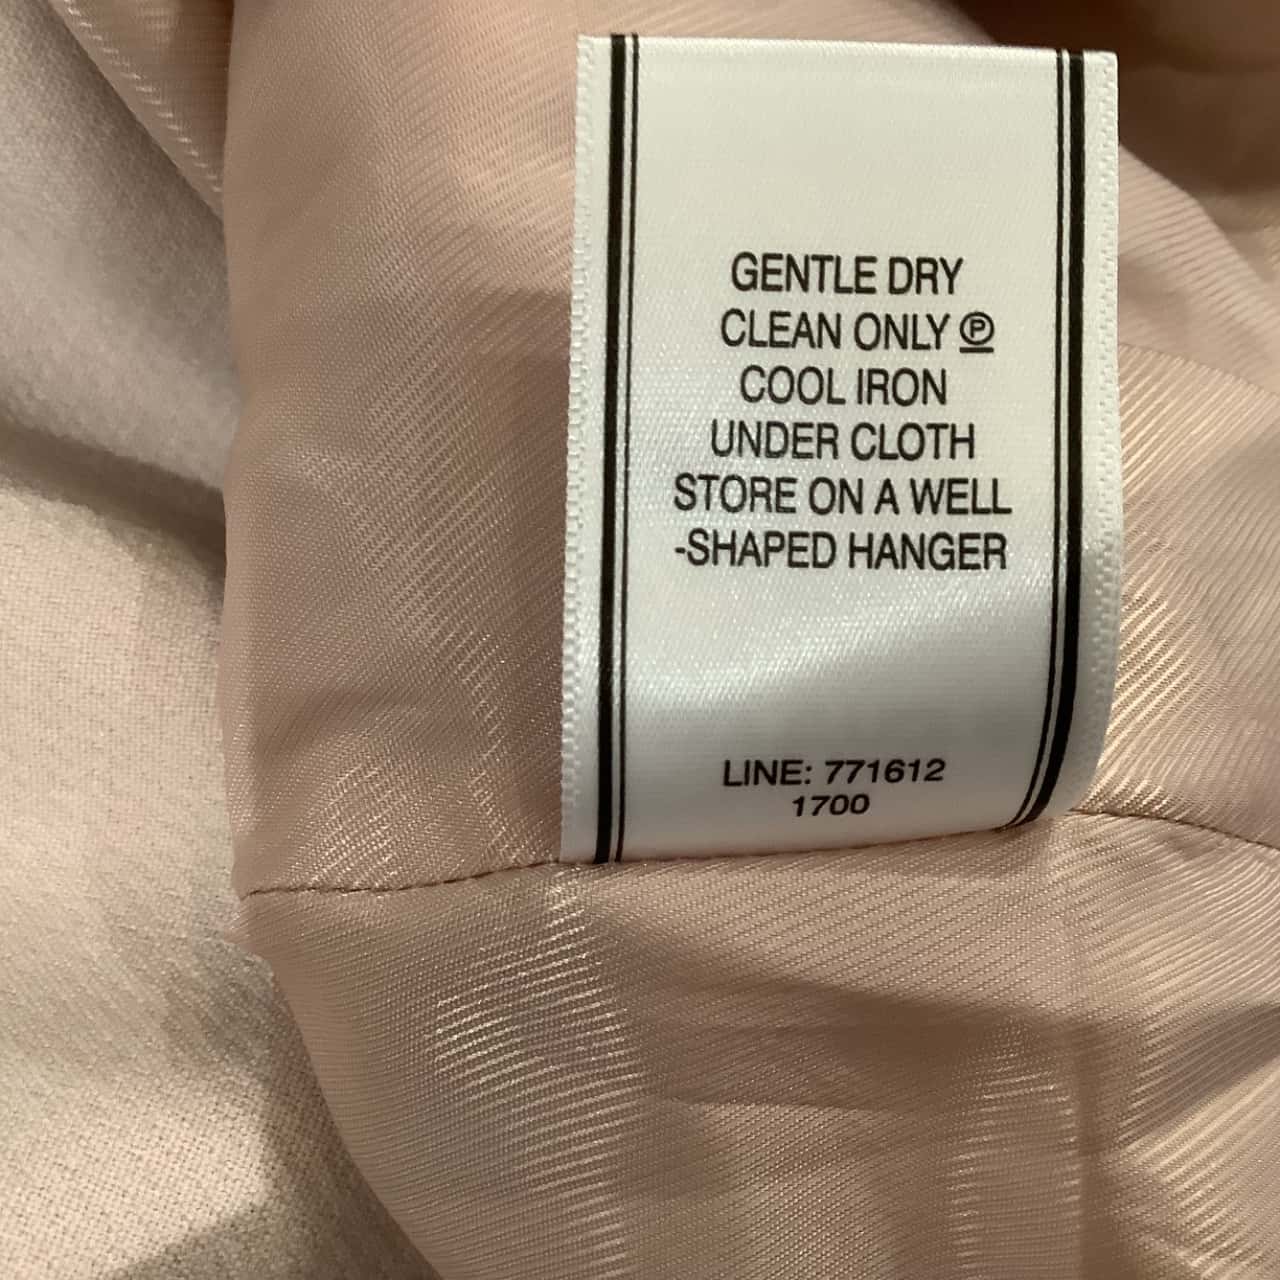 GENTLE DRY
CLEAN ONLY Ⓟ
COOL IRON
UNDER CLOTH
STORE ON A WELL
-SHAPED HANGER
LINE: 771612
1700